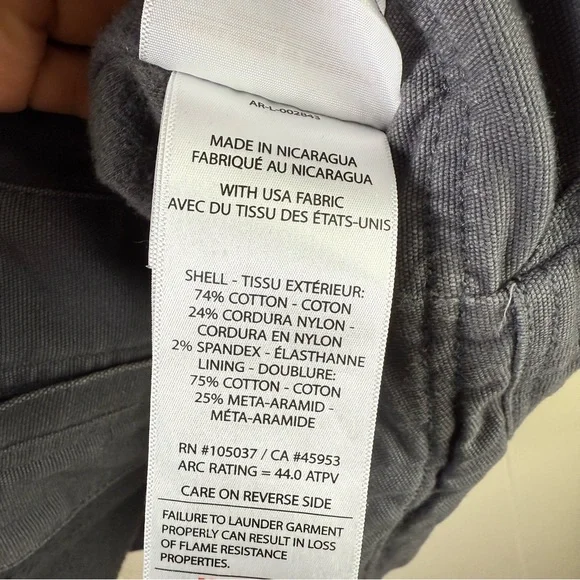 AR-L-002843
MADE IN NICARAGUA
FABRIQUÉ AU NICARAGUA
WITH USA FABRIC
AVEC DU TISSU DES ÉTATS-UNIS
SHELL - TISSU EXTÉRIEUR:
74% COTTON - COTON
24% CORDURA NYLON -
CORDURA EN NYLON
2% SPANDEX - ÉLASTHANNE
LINING - DOUBLURE:
75% COTTON - COTON
25% META-ARAMID -
MÉTA-ARAMIDE
RN #105037 / CA #45953
ARC RATING = 44.0 ATPV
CARE ON REVERSE SIDE
FAILURE TO LAUNDER GARMENT
PROPERLY CAN RESULT IN LOSS
OF FLAME RESISTANCE
PROPERTIES.